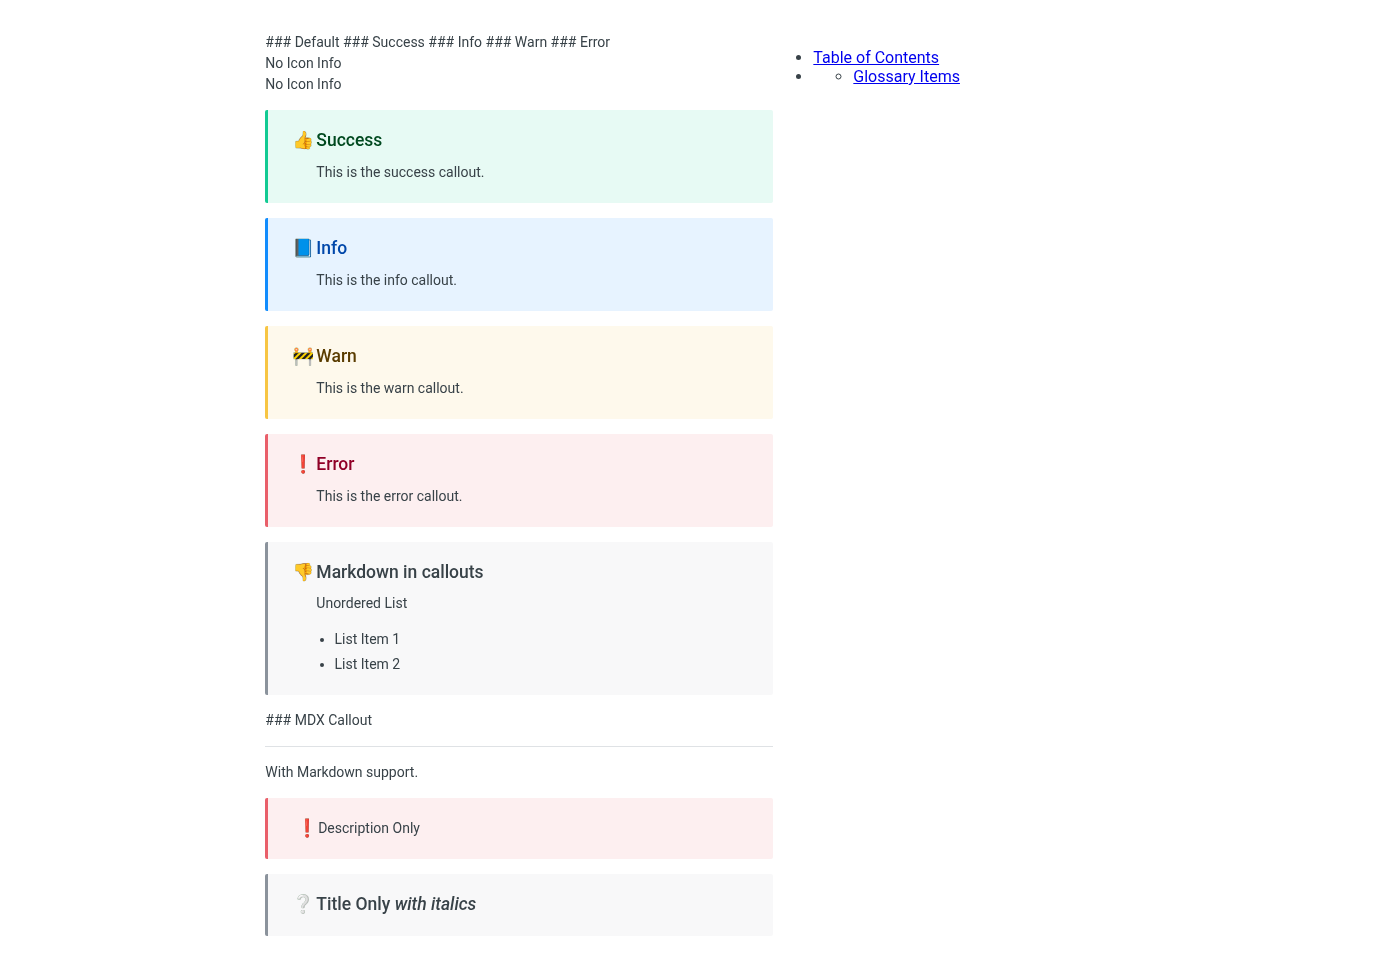 ### Default ### Success ### Info ### Warn ### Error
No Icon Info
No Icon Info
👍 Success
This is the success callout.
📘 Info
This is the info callout.
🚧 Warn
This is the warn callout.
❗ Error
This is the error callout.
👎 Markdown in callouts
Unordered List
• List Item 1
• List Item 2
### MDX Callout
With Markdown support.
❗ Description Only
❔ Title Only with italics
• Table of Contents
• ◦ Glossary Items